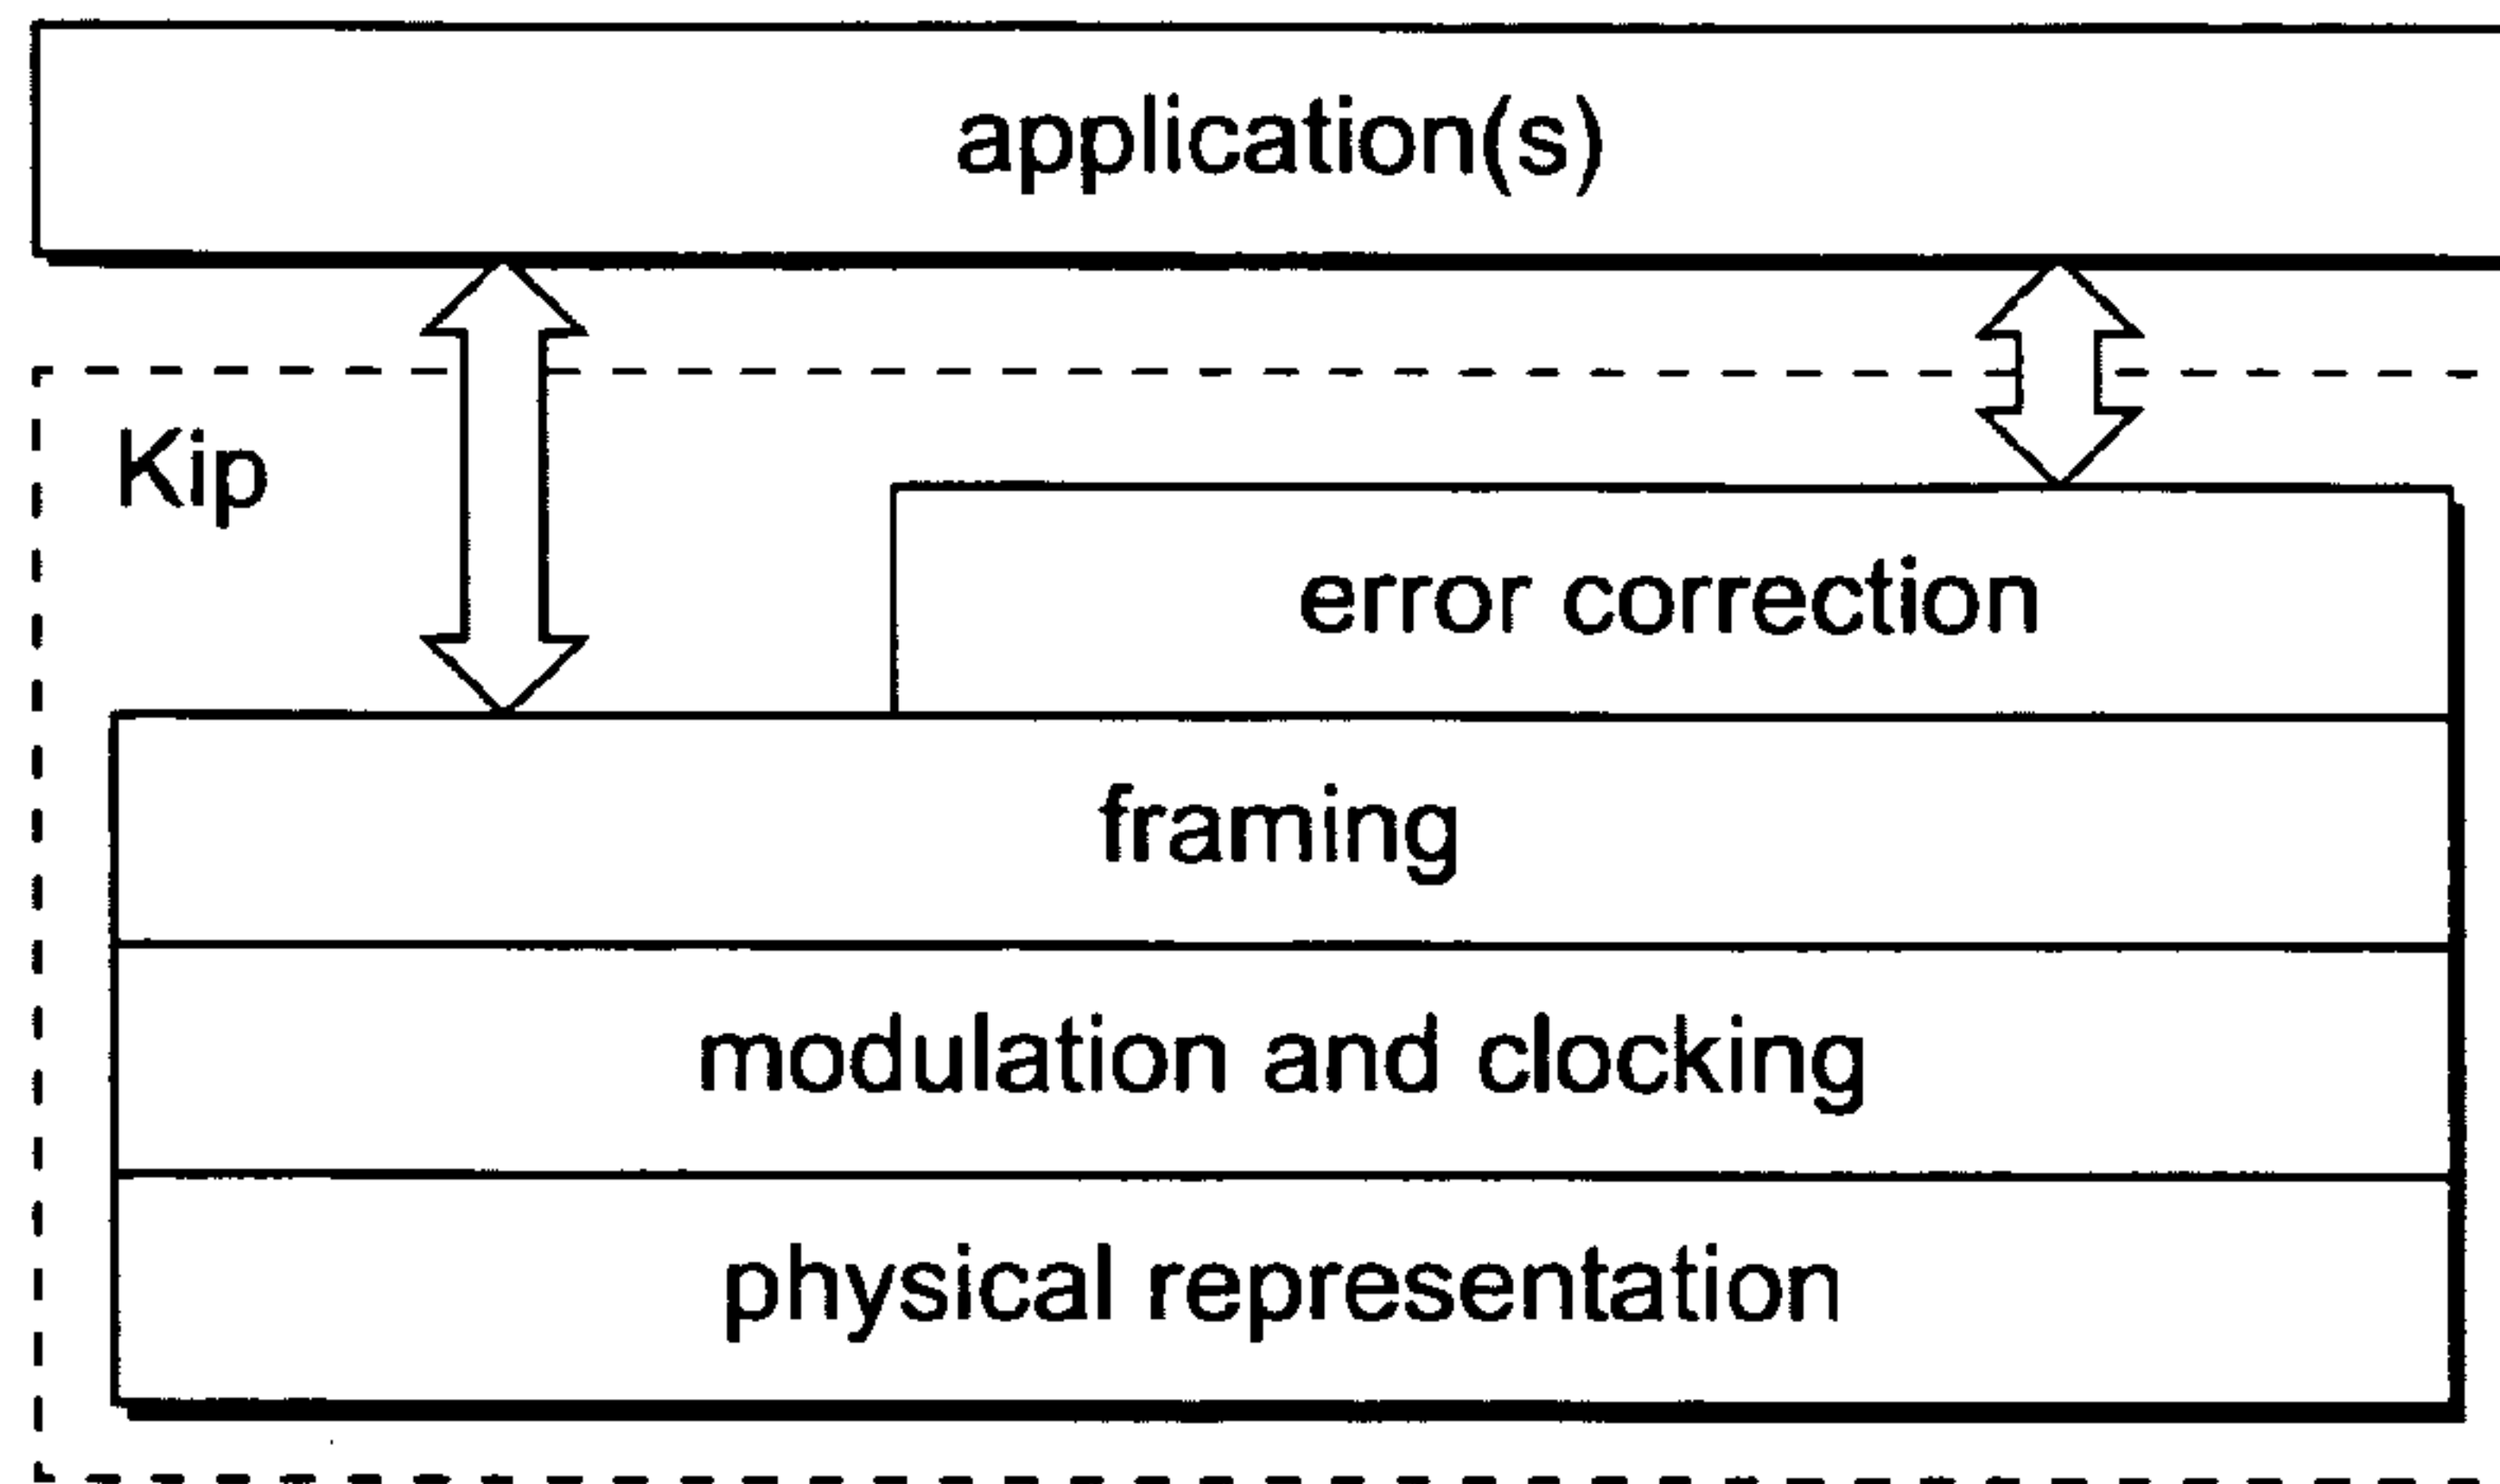 application(s)
Kip
error correction
framing
modulation and clocking
physical representation